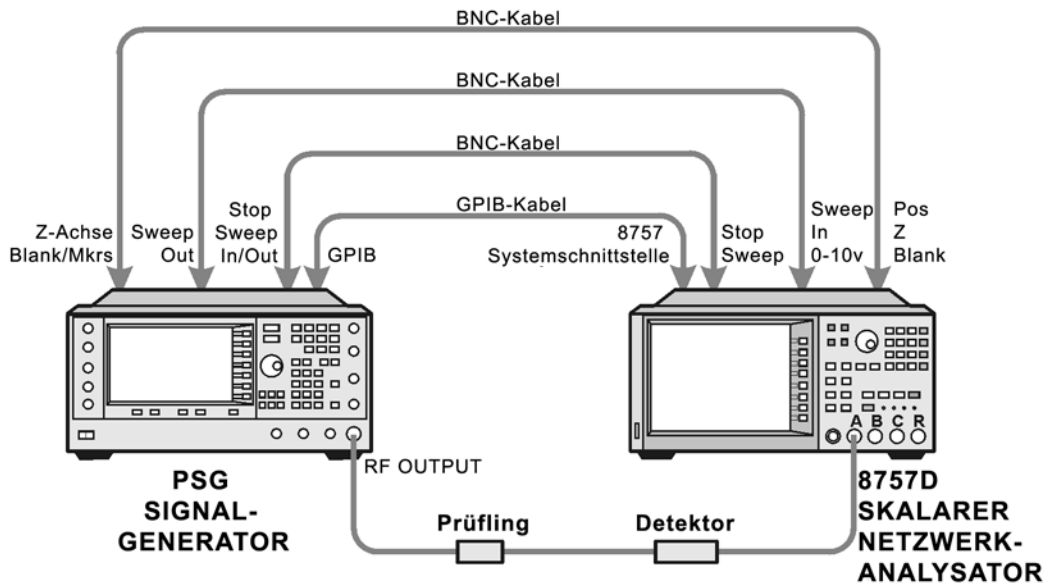 BNC-Kabel
BNC-Kabel
BNC-Kabel
GPIB-Kabel
Z-Achse
Blank/Mkrs
Sweep
Out
Stop
Sweep
In/Out
GPIB
8757
Systemschnittstelle
Stop
Sweep
Sweep
In
0-10v
Pos
Z
Blank
A B C R
RF OUTPUT
PSG
SIGNAL-
GENERATOR
Prüfling
Detektor
8757D
SKALARER
NETZWERK-
ANALYSATOR